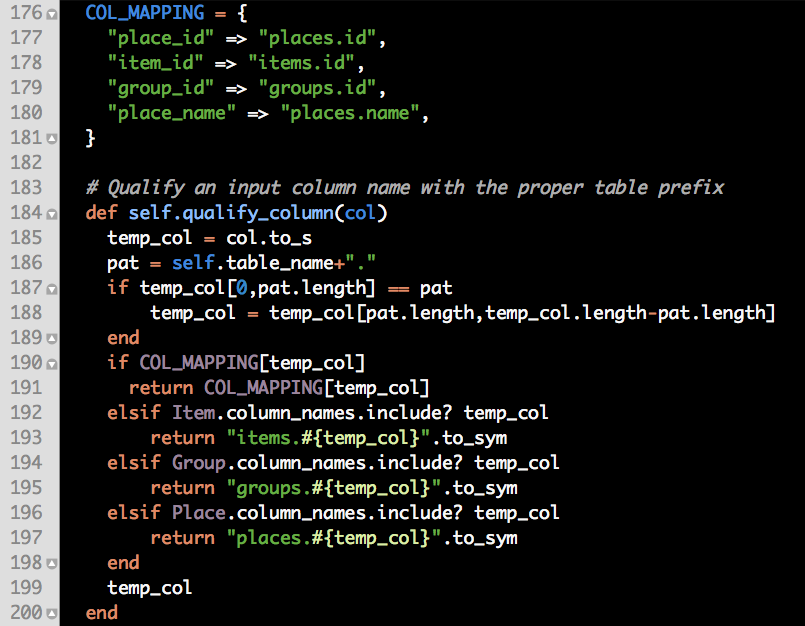 176 COL_MAPPING = {
177 "place_id" => "places.id",
178 "item_id" => "items.id",
179 "group_id" => "groups.id",
180 "place_name" => "places.name",
181 }
182
183 # Qualify an input column name with the proper table prefix
184 def self.qualify_column(col)
185 temp_col = col.to_s
186 pat = self.table_name+"."
187 if temp_col[0,pat.length] == pat
188 temp_col = temp_col[pat.length,temp_col.length-pat.length]
189 end
190 if COL_MAPPING[temp_col]
191 return COL_MAPPING[temp_col]
192 elsif Item.column_names.include? temp_col
193 return "items.#{temp_col}".to_sym
194 elsif Group.column_names.include? temp_col
195 return "groups.#{temp_col}".to_sym
196 elsif Place.column_names.include? temp_col
197 return "places.#{temp_col}".to_sym
198 end
199 temp_col
200 end